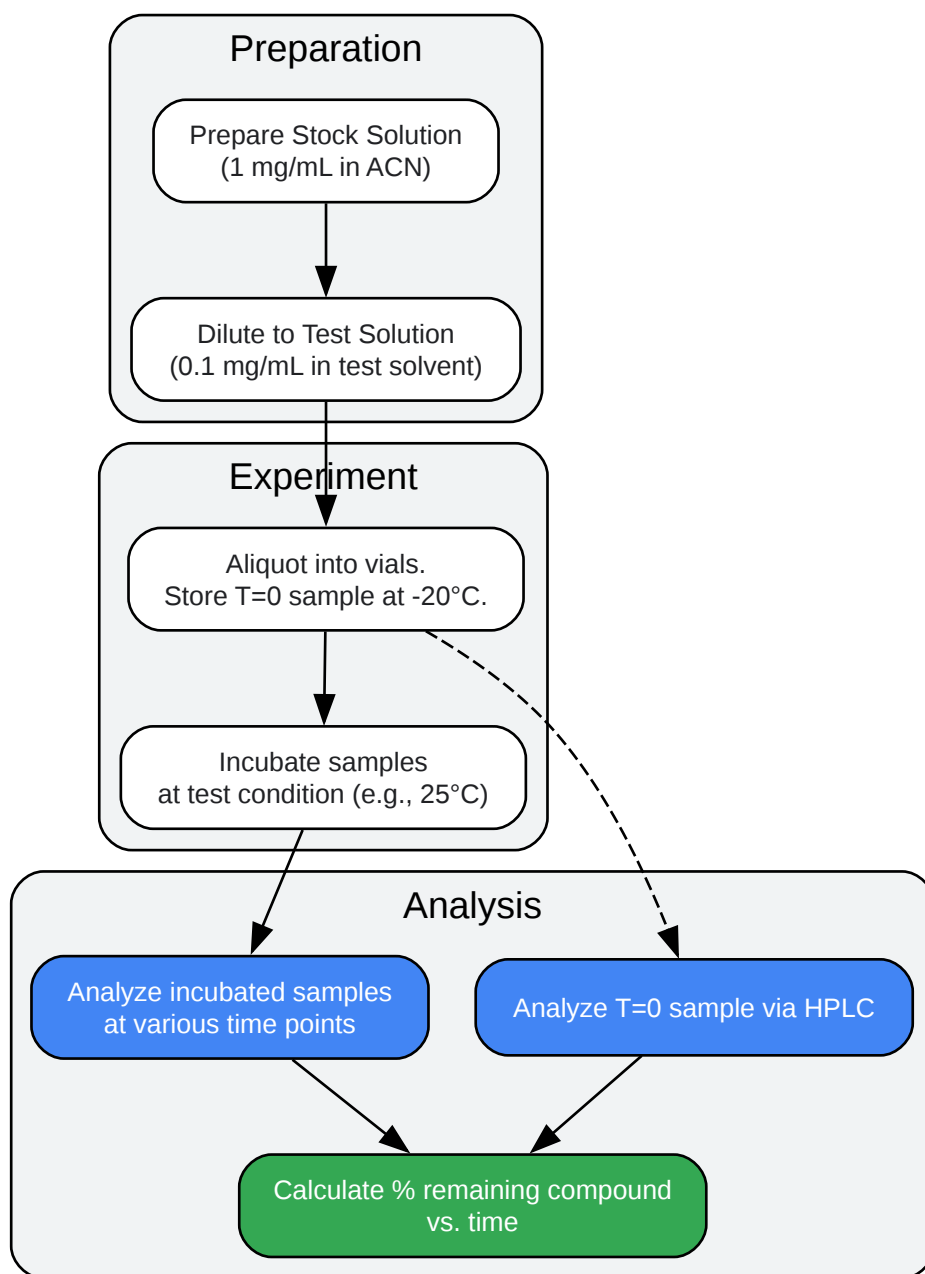 Preparation
Prepare Stock Solution
(1 mg/mL in ACN)
Dilute to Test Solution
(0.1 mg/mL in test solvent)
Experiment
Aliquot into vials.
Store T=0 sample at -20°C.
Incubate samples
at test condition (e.g., 25°C)
Analysis
Analyze incubated samples
at various time points
Analyze T=0 sample via HPLC
Calculate % remaining compound
vs. time